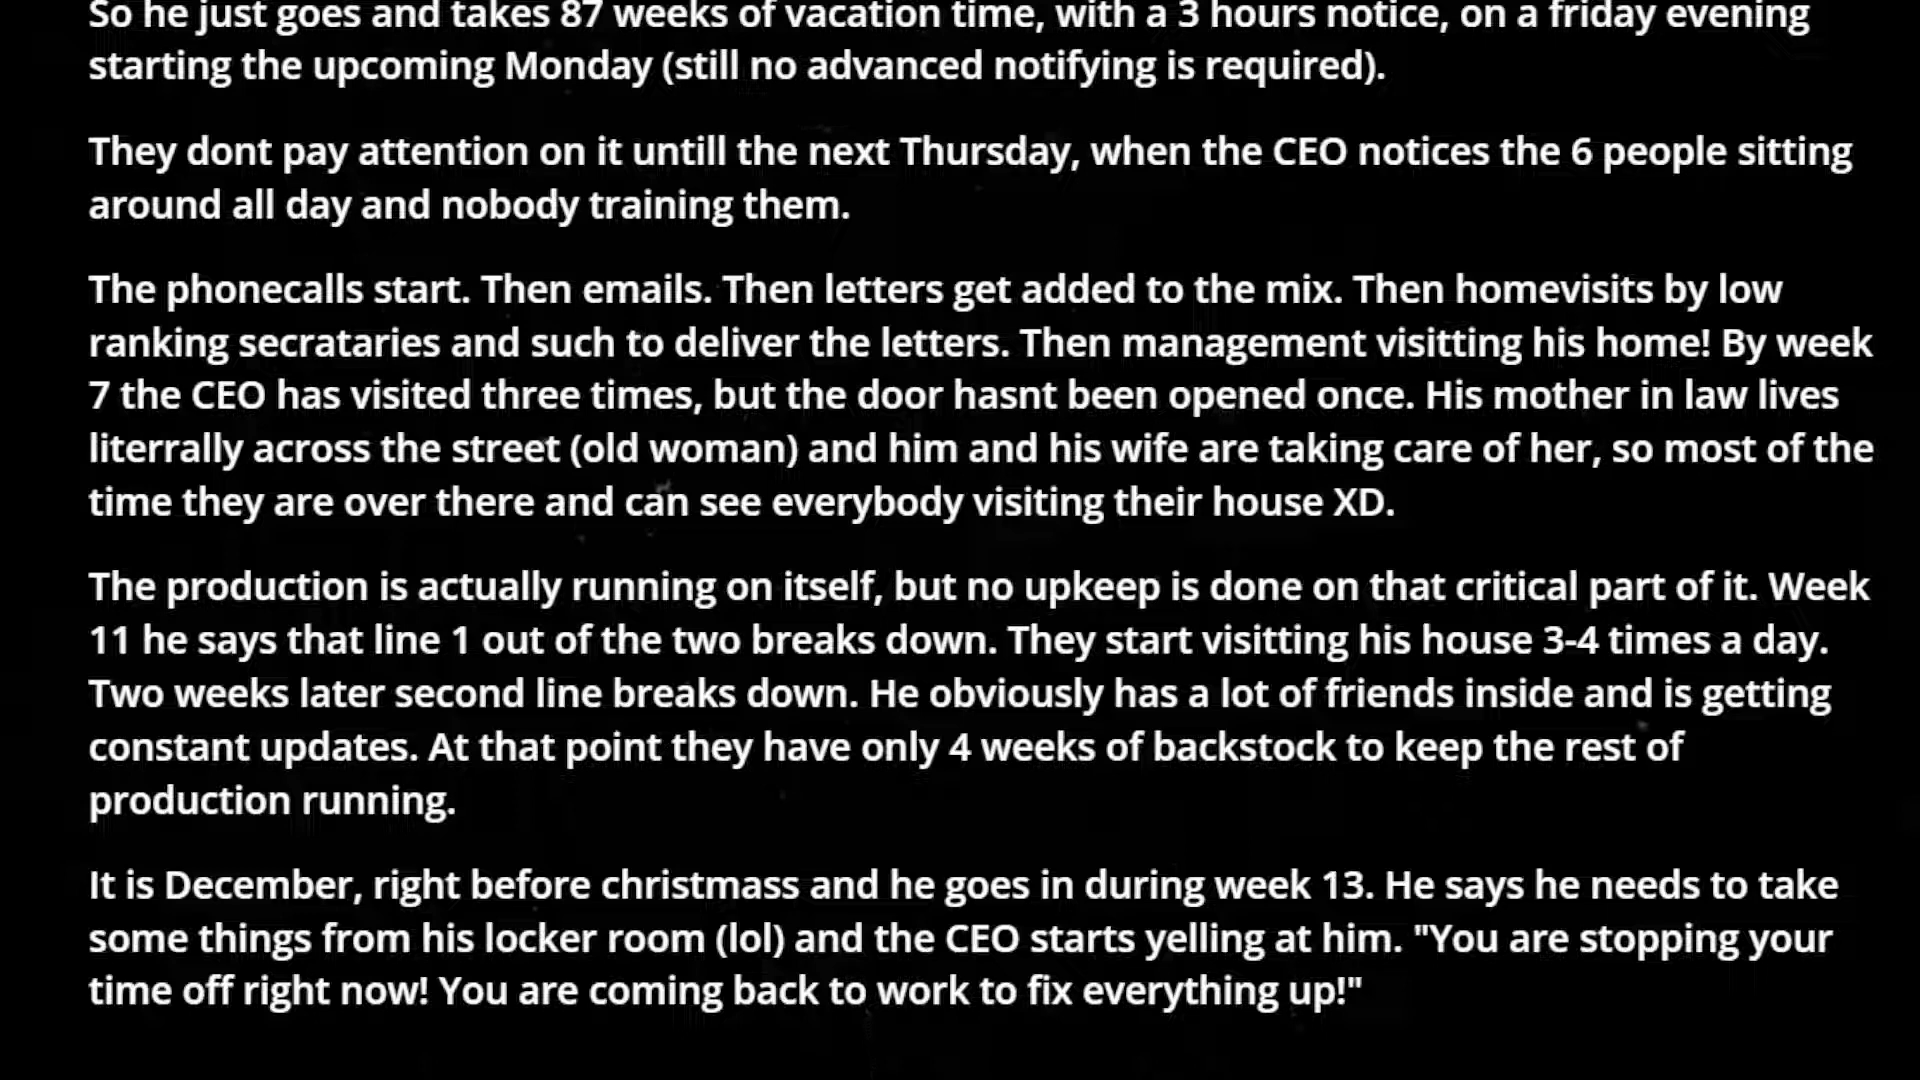 So he just goes and takes 87 weeks of vacation time, with a 3 hours notice, on a friday evening
starting the upcoming Monday (still no advanced notifying is required).
They dont pay attention on it untill the next Thursday, when the CEO notices the 6 people sitting
around all day and nobody training them.
The phonecalls start. Then emails. Then letters get added to the mix. Then homevisits by low
ranking secrataries and such to deliver the letters. Then management visitting his home! By week
7 the CEO has visited three times, but the door hasnt been opened once. His mother in law lives
literrally across the street (old woman) and him and his wife are taking care of her, so most of the
time they are over there and can see everybody visiting their house XD.
The production is actually running on itself, but no upkeep is done on that critical part of it. Week
11 he says that line 1 out of the two breaks down. They start visitting his house 3-4 times a day.
Two weeks later second line breaks down. He obviously has a lot of friends inside and is getting
constant updates. At that point they have only 4 weeks of backstock to keep the rest of
production running.
It is December, right before christmass and he goes in during week 13. He says he needs to take
some things from his locker room (lol) and the CEO starts yelling at him. "You are stopping your
time off right now! You are coming back to work to fix everything up!"